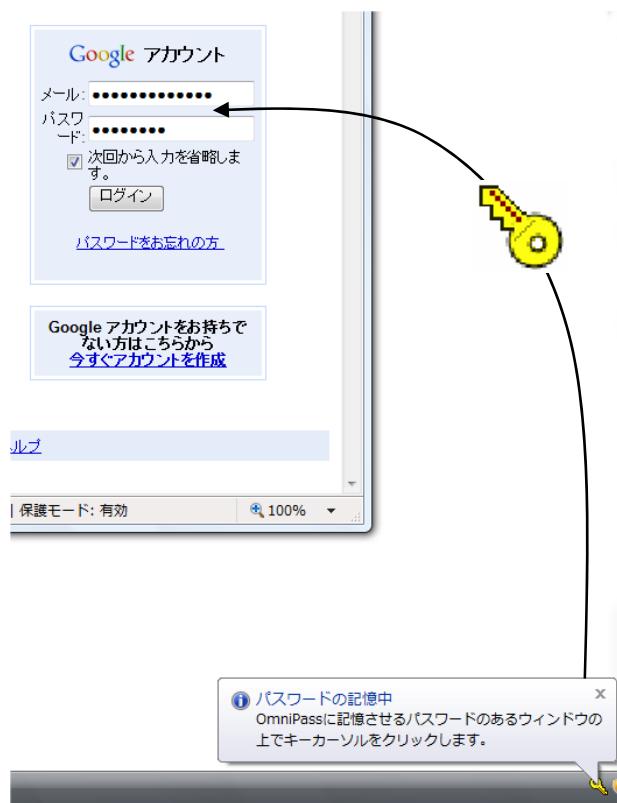 Google アカウント
メール: •••••••••••••
パスワ
ード: ••••••••
次回から入力を省略しま
す。
ログイン
パスワードをお忘れの方
Google アカウントをお持ちで
ない方はこちらから
今すぐアカウントを作成
ルプ
| 保護モード: 有効
100%
パスワードの記憶中
OmniPassに記憶させるパスワードのあるウィンドウの
上でキーカーソルをクリックします。